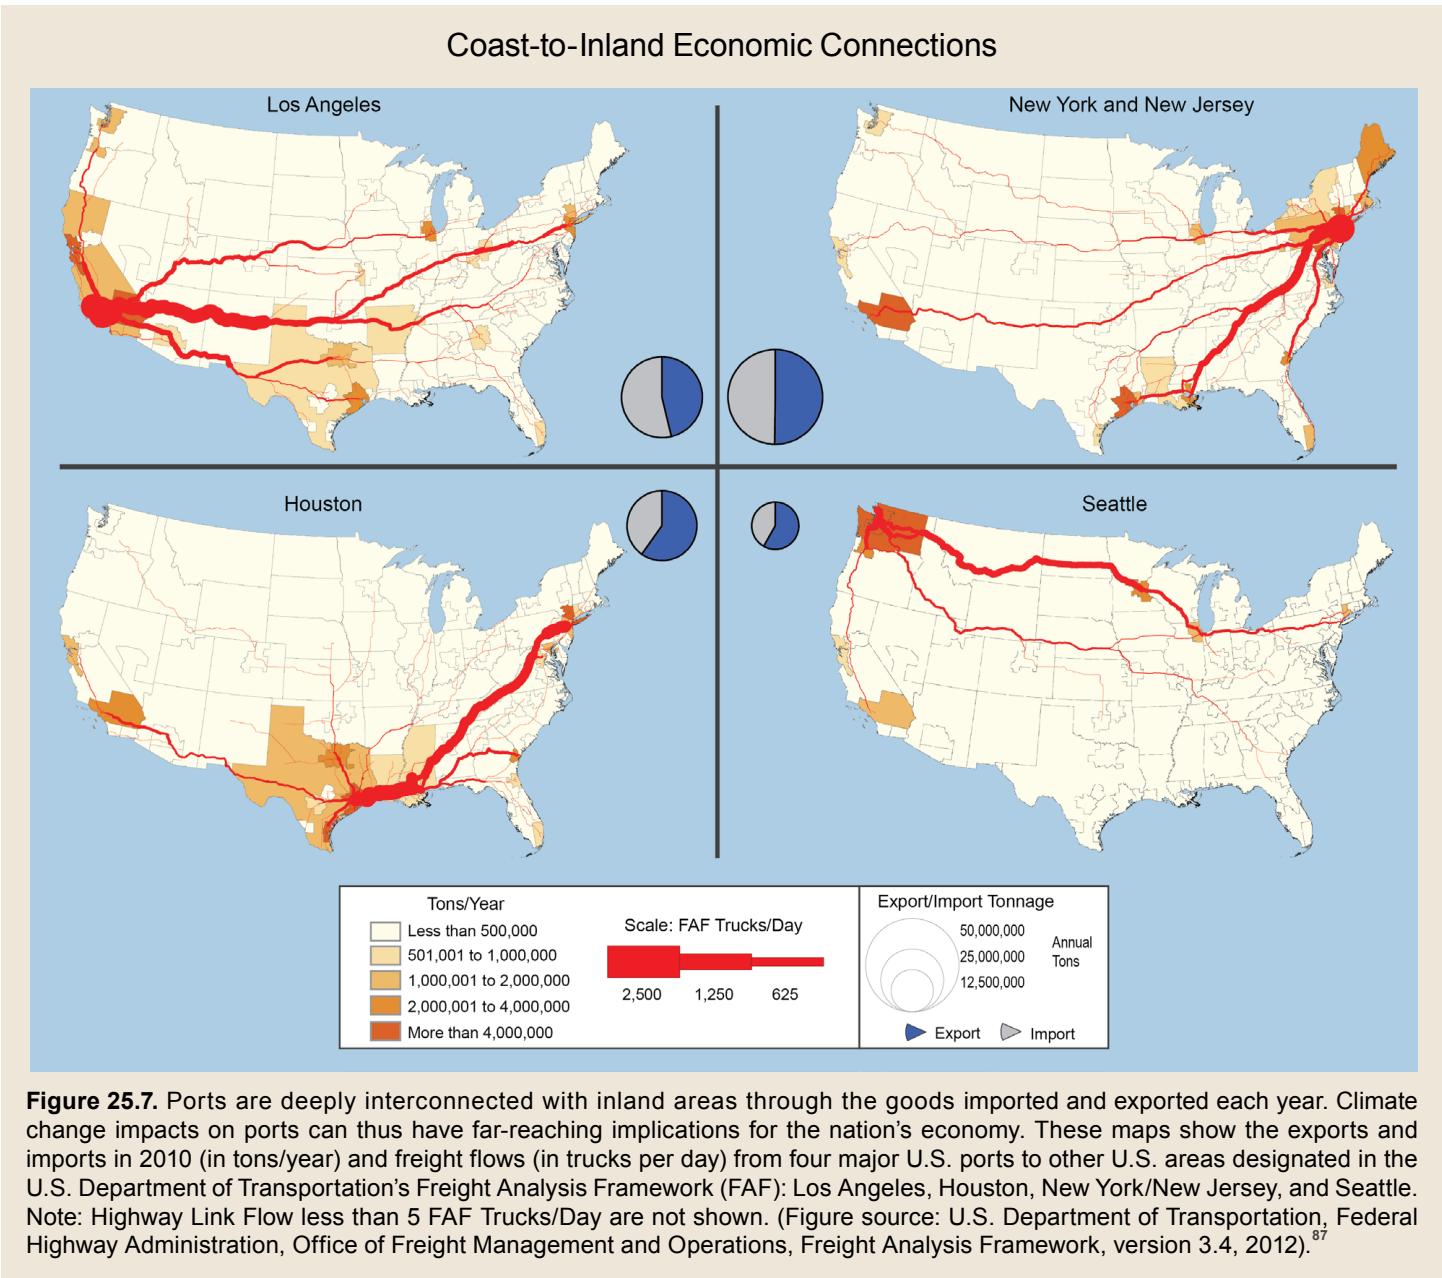 Coast-to-Inland Economic Connections
Los Angeles
New York and New Jersey
Houston
Seattle
Tons/Year
Less than 500,000
501,001 to 1,000,000
1,000,001 to 2,000,000
2,000,001 to 4,000,000
More than 4,000,000
Scale: FAF Trucks/Day
2,500 1,250 625
Export/Import Tonnage
50,000,000
25,000,000
12,500,000
Annual
Tons
Export Import
Figure 25.7. Ports are deeply interconnected with inland areas through the goods imported and exported each year. Climate
change impacts on ports can thus have far-reaching implications for the nation’s economy. These maps show the exports and
imports in 2010 (in tons/year) and freight flows (in trucks per day) from four major U.S. ports to other U.S. areas designated in the
U.S. Department of Transportation’s Freight Analysis Framework (FAF): Los Angeles, Houston, New York/New Jersey, and Seattle.
Note: Highway Link Flow less than 5 FAF Trucks/Day are not shown. (Figure source: U.S. Department of Transportation, Federal
Highway Administration, Office of Freight Management and Operations, Freight Analysis Framework, version 3.4, 2012).87